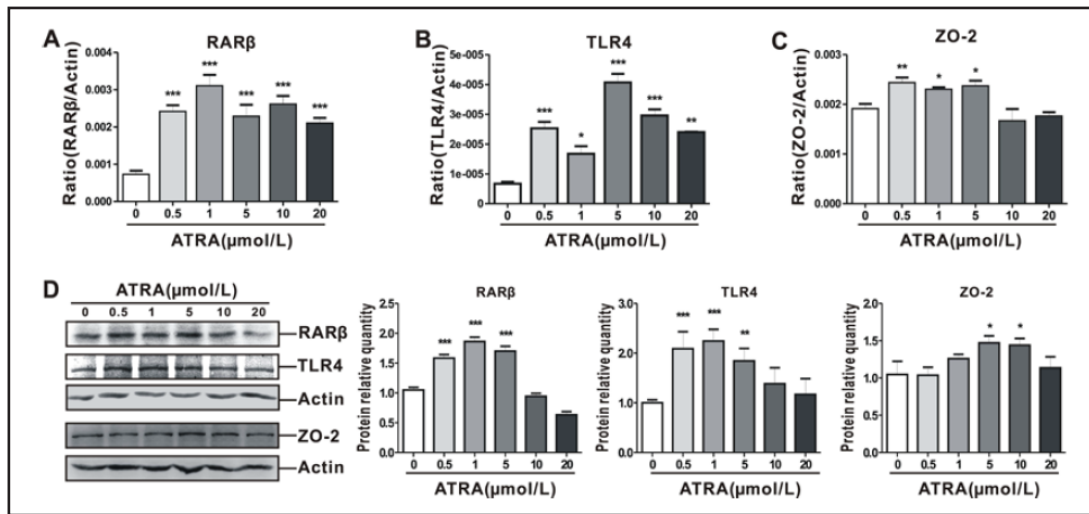 A
RARβ
Ratio(RARβ/Actin)
0.004
0.003
0.002
0.001
0.000
*** *** *** *** ***
0 0.5 1 5 10 20
ATRA(μmol/L)
B
TLR4
Ratio(TLR4/Actin)
5e-005
4e-005
3e-005
2e-005
1e-005
0
*** * *** *** **
0 0.5 1 5 10 20
ATRA(μmol/L)
C
ZO-2
Ratio(ZO-2/Actin)
0.003
0.002
0.001
0.000
** * *
0 0.5 1 5 10 20
ATRA(μmol/L)
D
ATRA(μmol/L)
0 0.5 1 5 10 20
RARβ
TLR4
Actin
ZO-2
Actin
RARβ
Protein relative quantity
2.5
2.0
1.5
1.0
0.5
0.0
*** *** ***
0 0.5 1 5 10 20
ATRA(μmol/L)
TLR4
Protein relative quantity
3.0
2.0
1.0
0.0
*** *** **
0 0.5 1 5 10 20
ATRA(μmol/L)
ZO-2
Protein relative quantity
2.0
1.5
1.0
0.5
0.0
* *
0 0.5 1 5 10 20
ATRA(μmol/L)